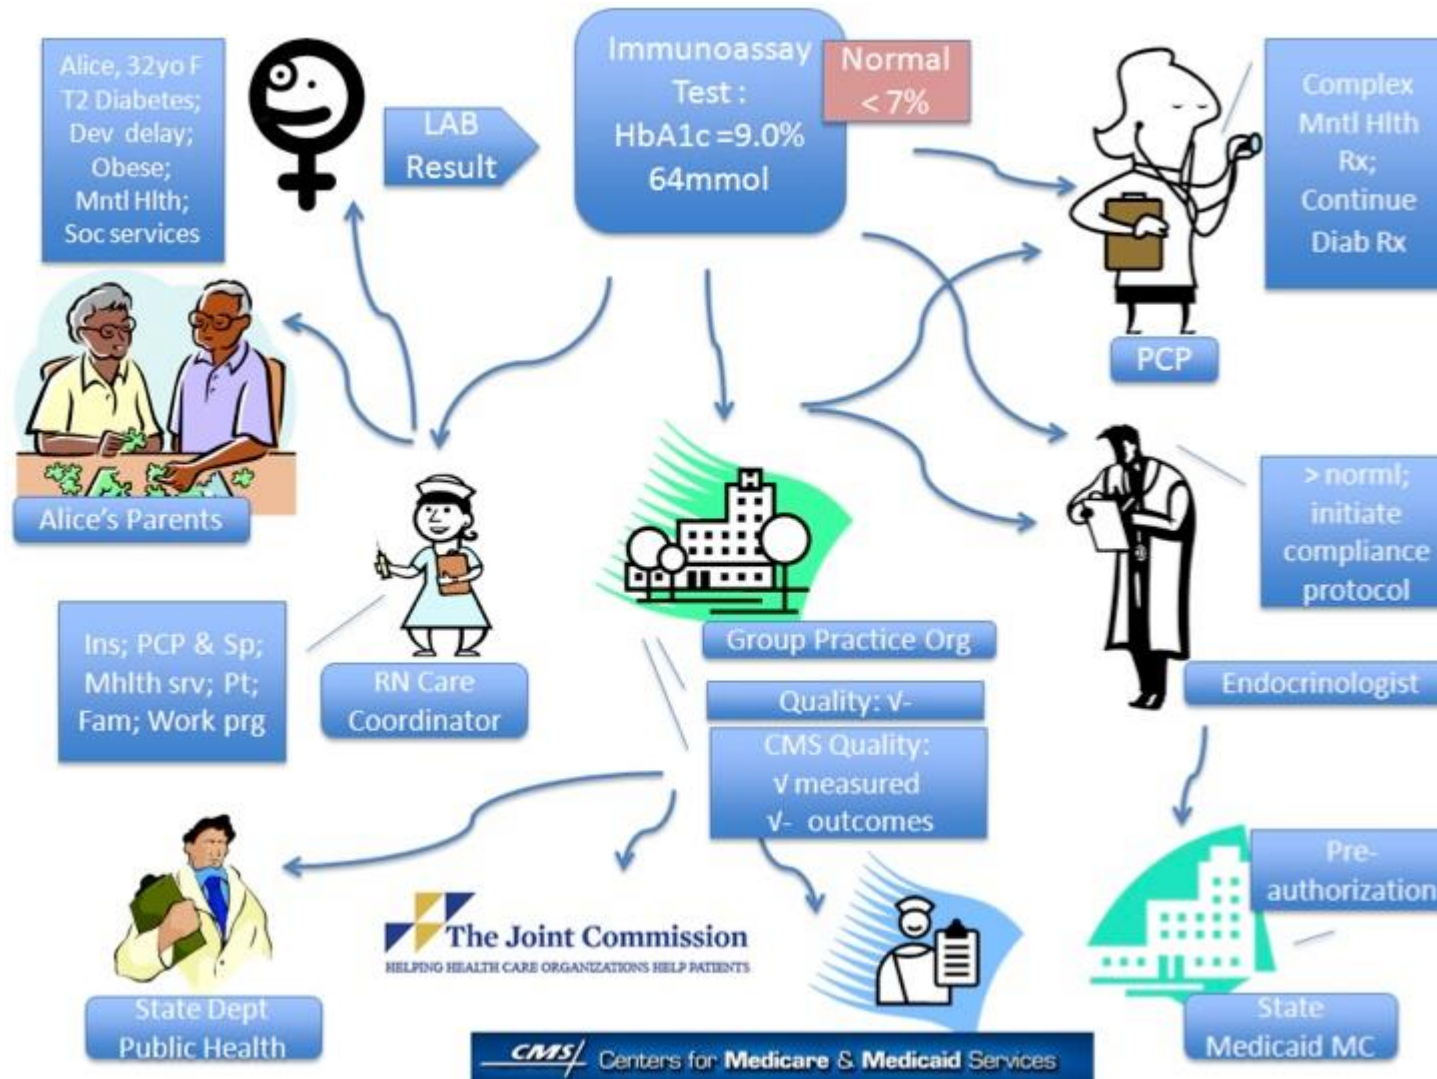 Alice, 32yo F
T2 Diabetes;
Dev delay;
Obese;
Mntl Hlth;
Soc services
LAB
Result
Immunoassay
Test :
HbA1c =9.0%
64mmol
Normal
< 7%
Complex
Mntl Hlth
Rx;
Continue
Diab Rx
PCP
Alice's Parents
> norml;
initiate
compliance
protocol
Ins; PCP & Sp;
Mhlth srv; Pt;
Fam; Work prg
RN Care
Coordinator
H
Group Practice Org
Quality: √-
CMS Quality:
√ measured
√- outcomes
Endocrinologist
Pre-
authorization
The Joint Commission
HELPING HEALTH CARE ORGANIZATIONS HELP PATIENTS
State Dept
Public Health
State
Medicaid MC
CMS/ Centers for Medicare & Medicaid Services